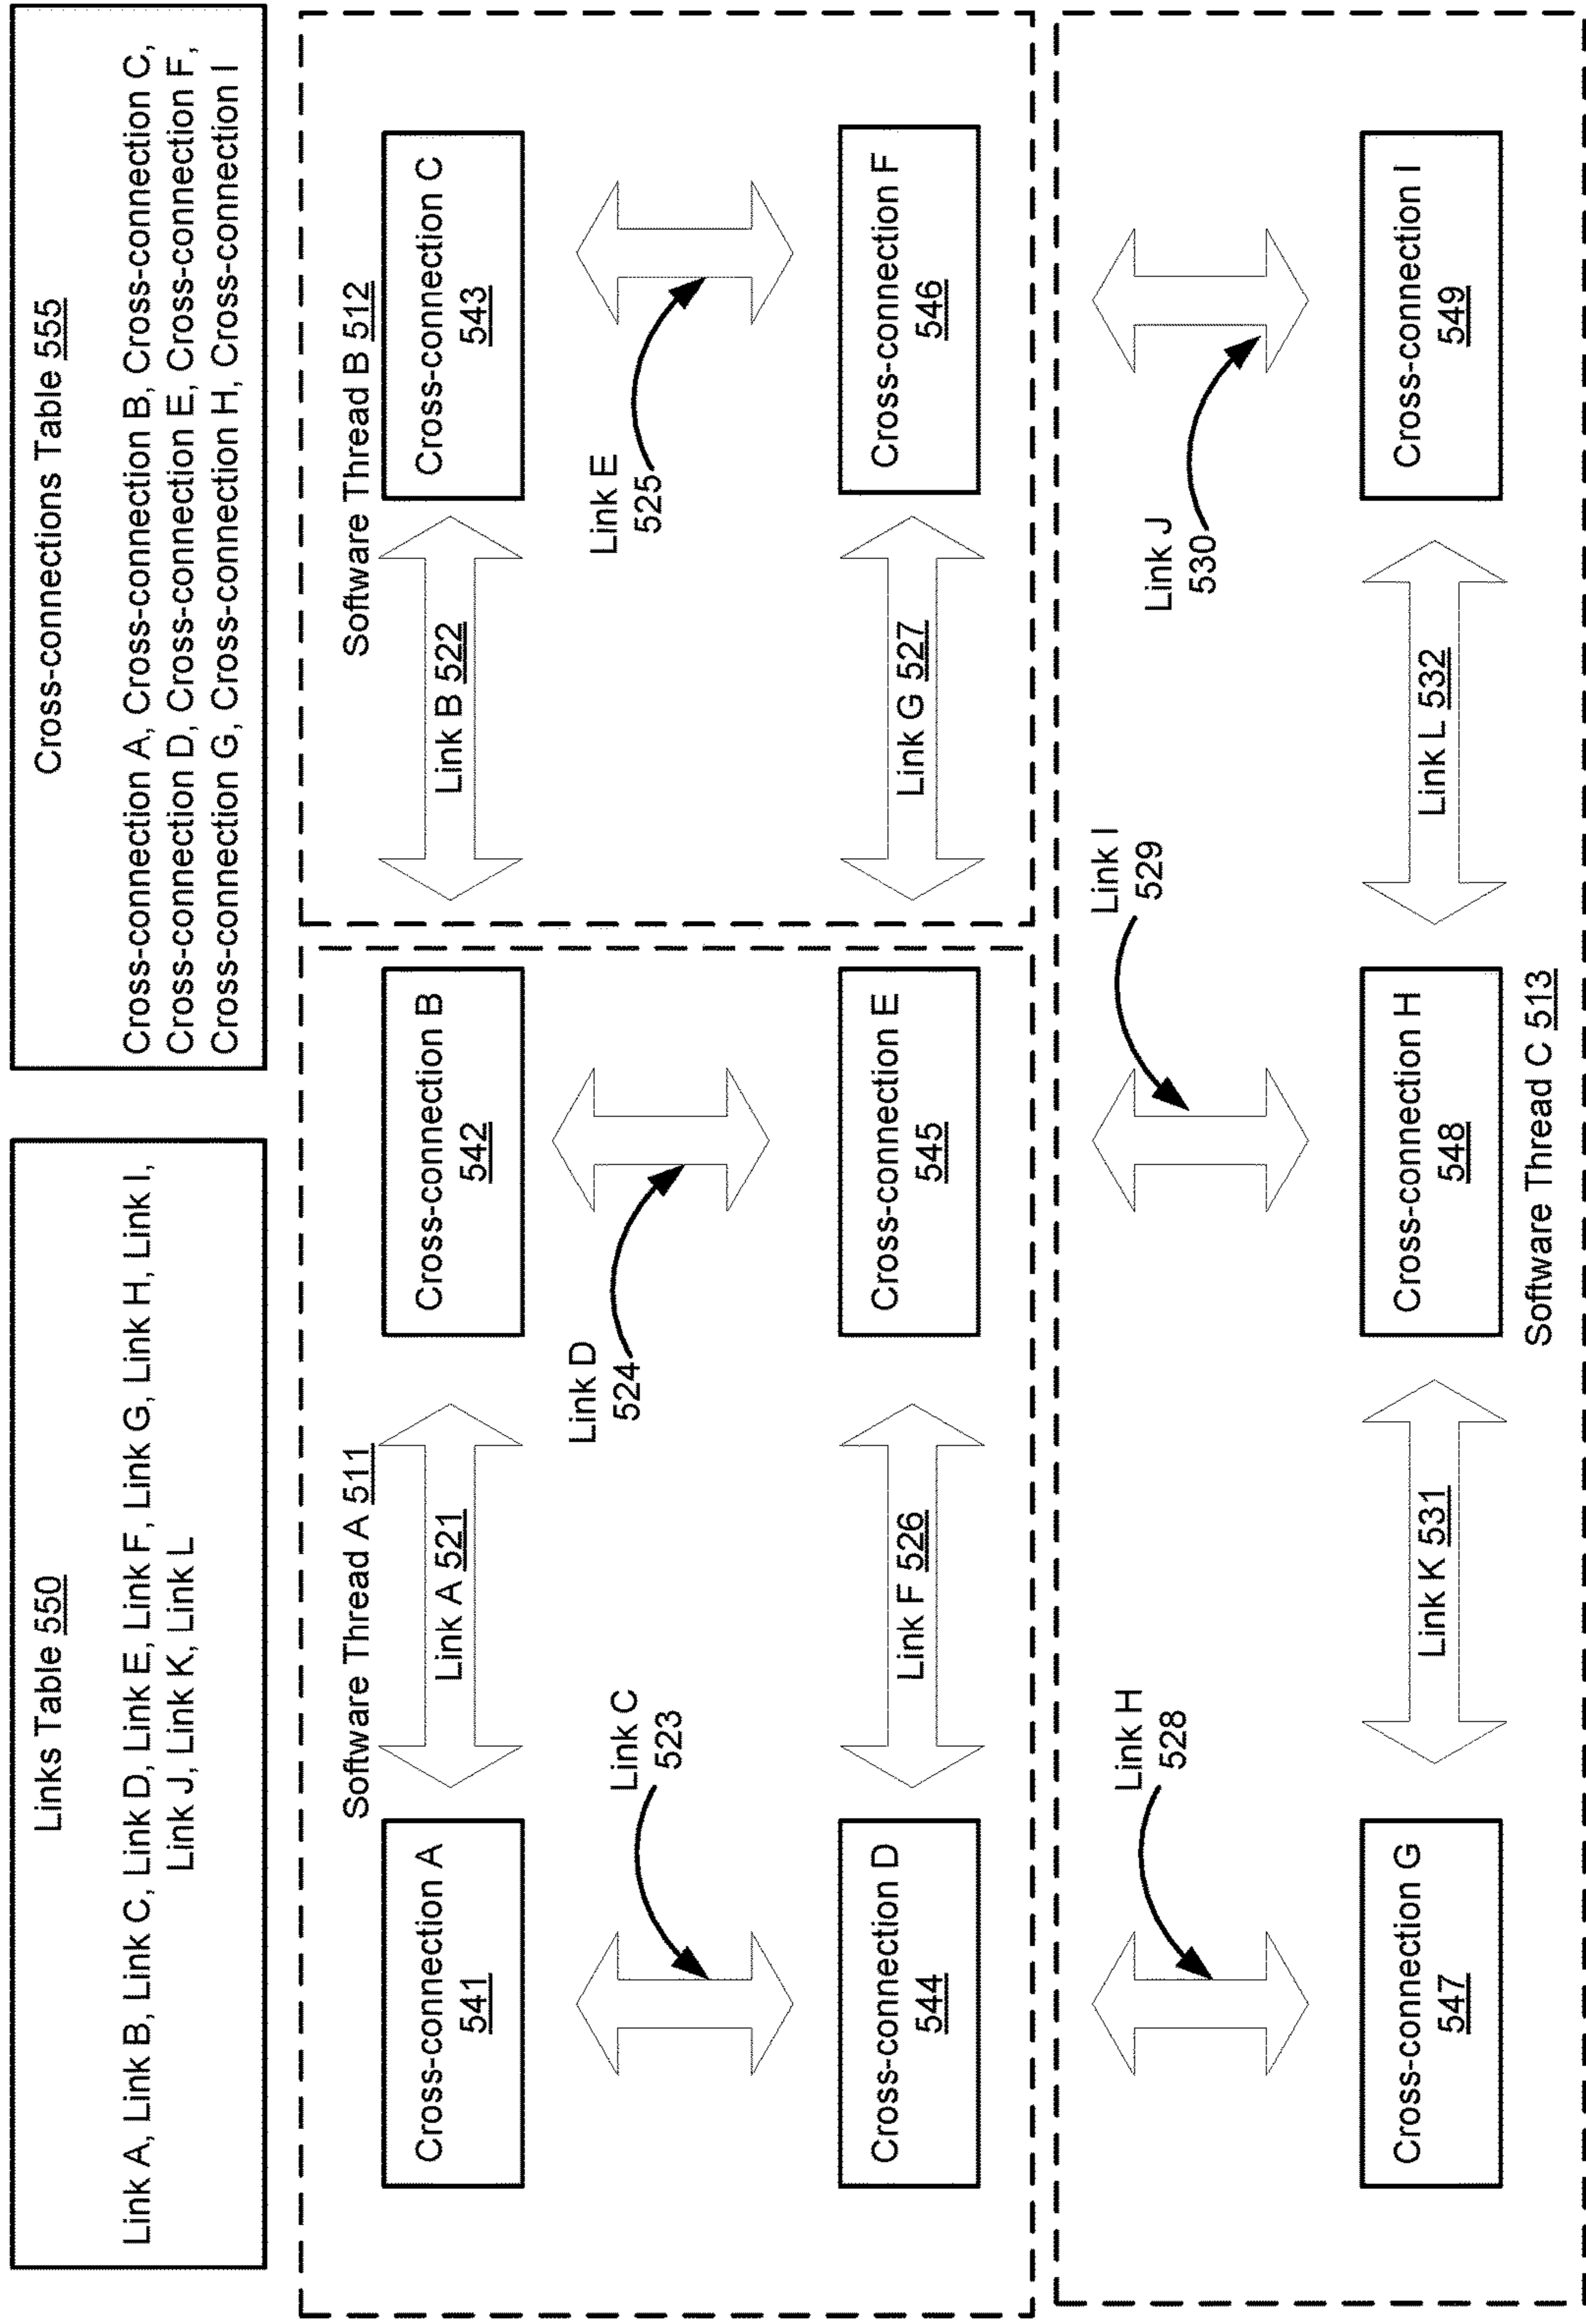 Links Table 550
Link A, Link B, Link C, Link D, Link E, Link F, Link G, Link H, Link I,
Link J, Link K, Link L
Cross-connections Table 555
Cross-connection A, Cross-connection B, Cross-connection C,
Cross-connection D, Cross-connection E, Cross-connection F,
Cross-connection G, Cross-connection H, Cross-connection I
Software Thread A 511
Cross-connection A
541
Link A 521
Cross-connection B
542
Link C
523
Link D
524
Cross-connection D
544
Link F 526
Cross-connection E
545
Software Thread B 512
Link B 522
Cross-connection C
543
Link E
525
Link G 527
Cross-connection F
546
Link H
528
Link I
529
Link J
530
Cross-connection G
547
Link K 531
Cross-connection H
548
Link L 532
Cross-connection I
549
Software Thread C 513